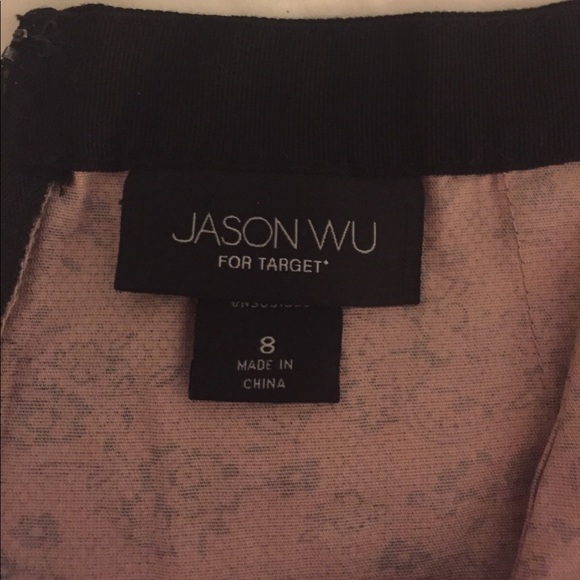 JASON WU
FOR TARGET*
8
MADE IN
CHINA